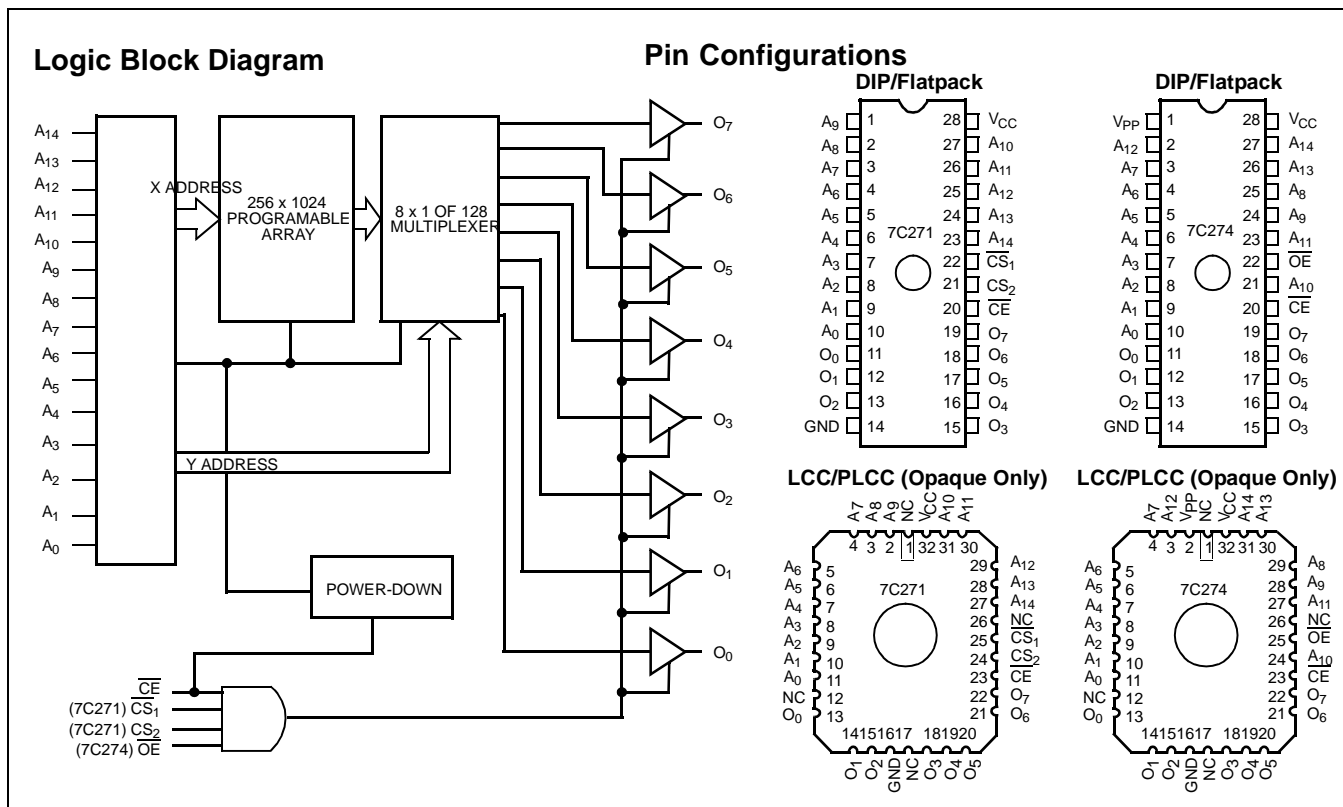 Logic Block Diagram
A14
A13
A12
A11
A10
A9
A8
A7
A6
A5
A4
A3
A2
A1
A0
X ADDRESS
256 x 1024
PROGRAMABLE
ARRAY
8 x 1 OF 128
MULTIPLEXER
Y ADDRESS
POWER-DOWN
CE
(7C271) CS1
(7C271) CS2
(7C274) OE
O7
O6
O5
O4
O3
O2
O1
O0
Pin Configurations
DIP/Flatpack
A9 1 28 VCC
A8 2 27 A10
A7 3 26 A11
A6 4 25 A12
A5 5 24 A13
A4 6 7C271 23 A14
A3 7 22 CS1
A2 8 21 CS2
A1 9 20 CE
A0 10 19 O7
O0 11 18 O6
O1 12 17 O5
O2 13 16 O4
GND 14 15 O3
DIP/Flatpack
VPP 1 28 VCC
A12 2 27 A14
A7 3 26 A13
A6 4 25 A8
A5 5 24 A9
A4 6 7C274 23 A11
A3 7 22 OE
A2 8 21 A10
A1 9 20 CE
A0 10 19 O7
O0 11 18 O6
O1 12 17 O5
O2 13 16 O4
GND 14 15 O3
LCC/PLCC (Opaque Only)
A7 A8 A9 NC VCC A10 A11
4 3 2 1 32 31 30
A6 5 29 A12
A5 6 7C271 28 A13
A4 7 27 A14
A3 8 26 NC
A2 9 25 CS1
A1 10 24 CS2
A0 11 23 CE
NC 12 22 O7
O0 13 21 O6
14 15 16 17 18 19 20
O1 O2 GND NC O3 O4 O5
LCC/PLCC (Opaque Only)
A7 A12 VPP NC VCC A14 A13
4 3 2 1 32 31 30
A6 5 29 A8
A5 6 7C274 28 A9
A4 7 27 A11
A3 8 26 NC
A2 9 25 OE
A1 10 24 A10
A0 11 23 CE
NC 12 22 O7
O0 13 21 O6
14 15 16 17 18 19 20
O1 O2 GND NC O3 O4 O5